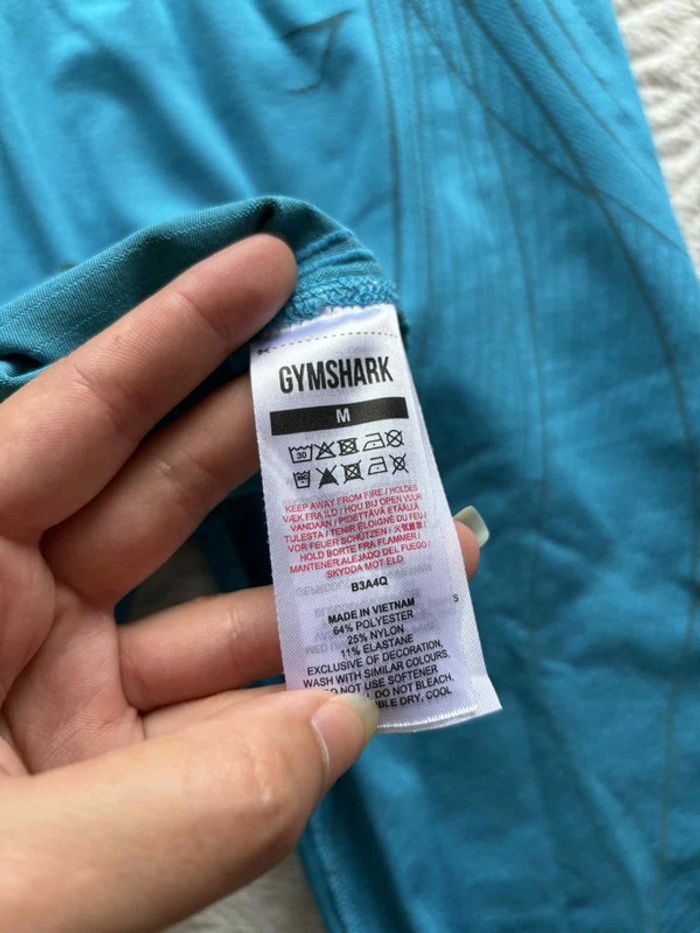 GYMSHARK
M
30
KEEP AWAY FROM FIRE / HOLDES
VÆK FRA ILD / HOU BIJ OPEN VUUR
VANDAAN / PIDETTÄVÄ ETÄÄLLÄ
TULESTA / TENIR ÉLOIGNÉ DU FEU /
VOR FEUER SCHÜTZEN /
HOLD BORTE FRA FLAMMER /
MANTENER ALEJADO DEL FUEGO /
SKYDDA MOT ELD
B3A4Q
MADE IN VIETNAM
64% POLYESTER
25% NYLON
11% ELASTANE
EXCLUSIVE OF DECORATION,
WASH WITH SIMILAR COLOURS,
NOT USE SOFTENER
DO NOT BLEACH,
DRY, COOL